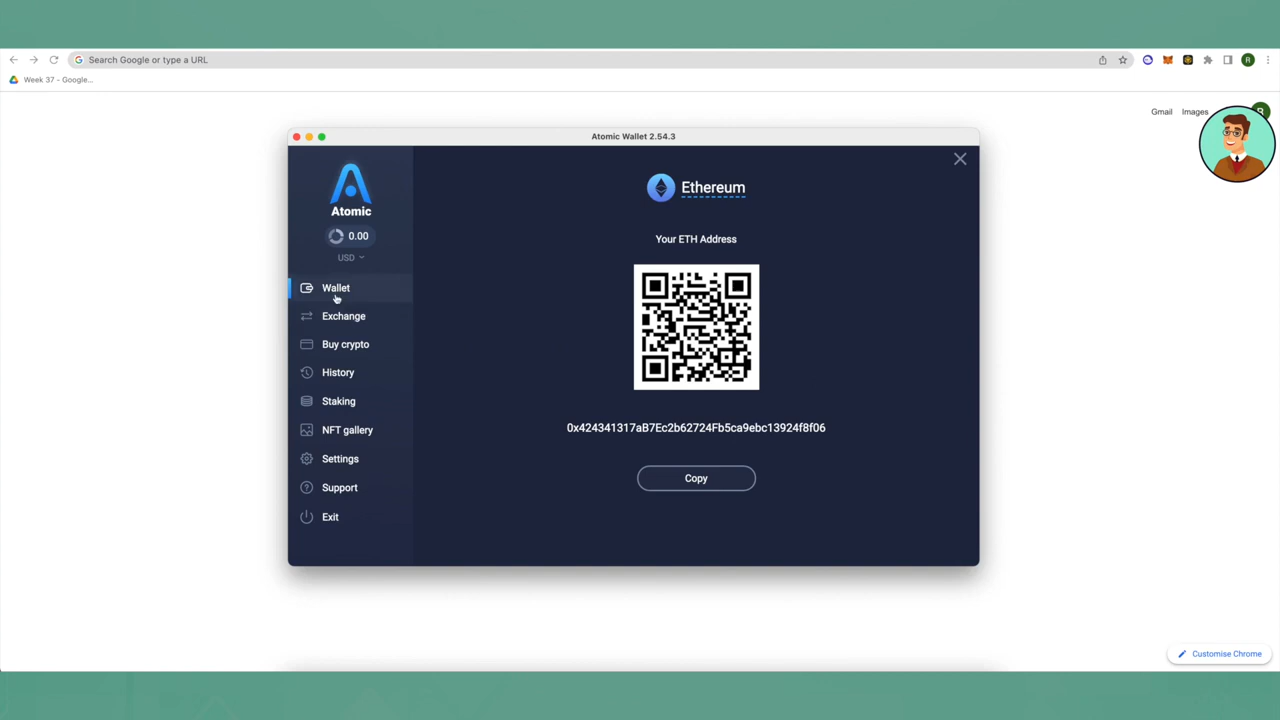 Search Google or type a URL
R
Week 37 - Google...
Gmail
Images
Atomic Wallet 2.54.3
Atomic
0.00
USD
Wallet
Exchange
Buy crypto
History
Staking
NFT gallery
Settings
Support
Exit
Ethereum
Your ETH Address
0x424341317aB7Ec2b62724Fb5ca9ebc13924f8f06
Copy
Customise Chrome